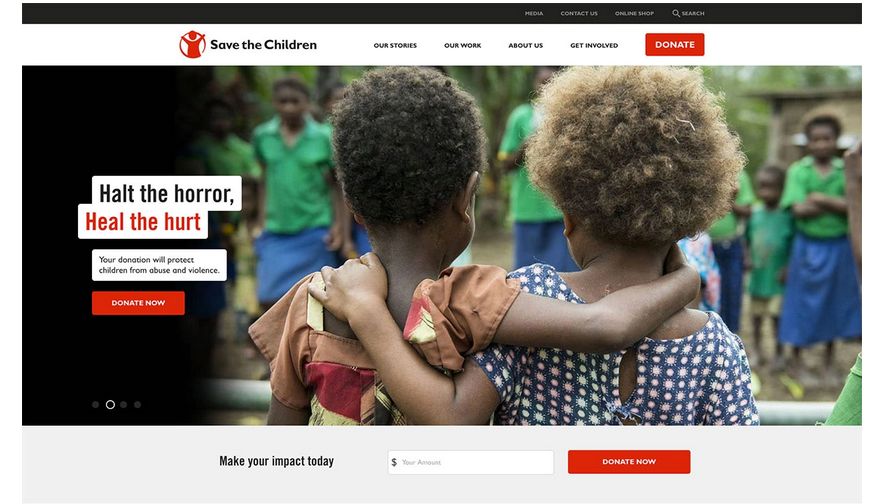 MEDIA CONTACT US ONLINE SHOP SEARCH
Save the Children OUR STORIES OUR WORK ABOUT US GET INVOLVED DONATE
Halt the horror,
Heal the hurt
Your donation will protect
children from abuse and violence.
DONATE NOW
Make your impact today $ Your Amount DONATE NOW